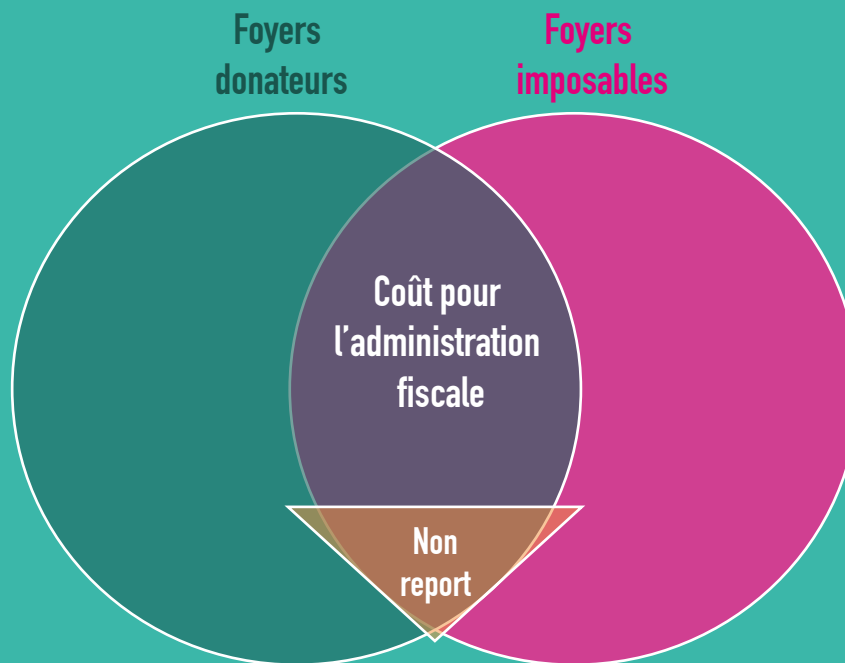 Foyers
donateurs
Foyers
imposables
Coût pour
l’administration
fiscale
Non
report